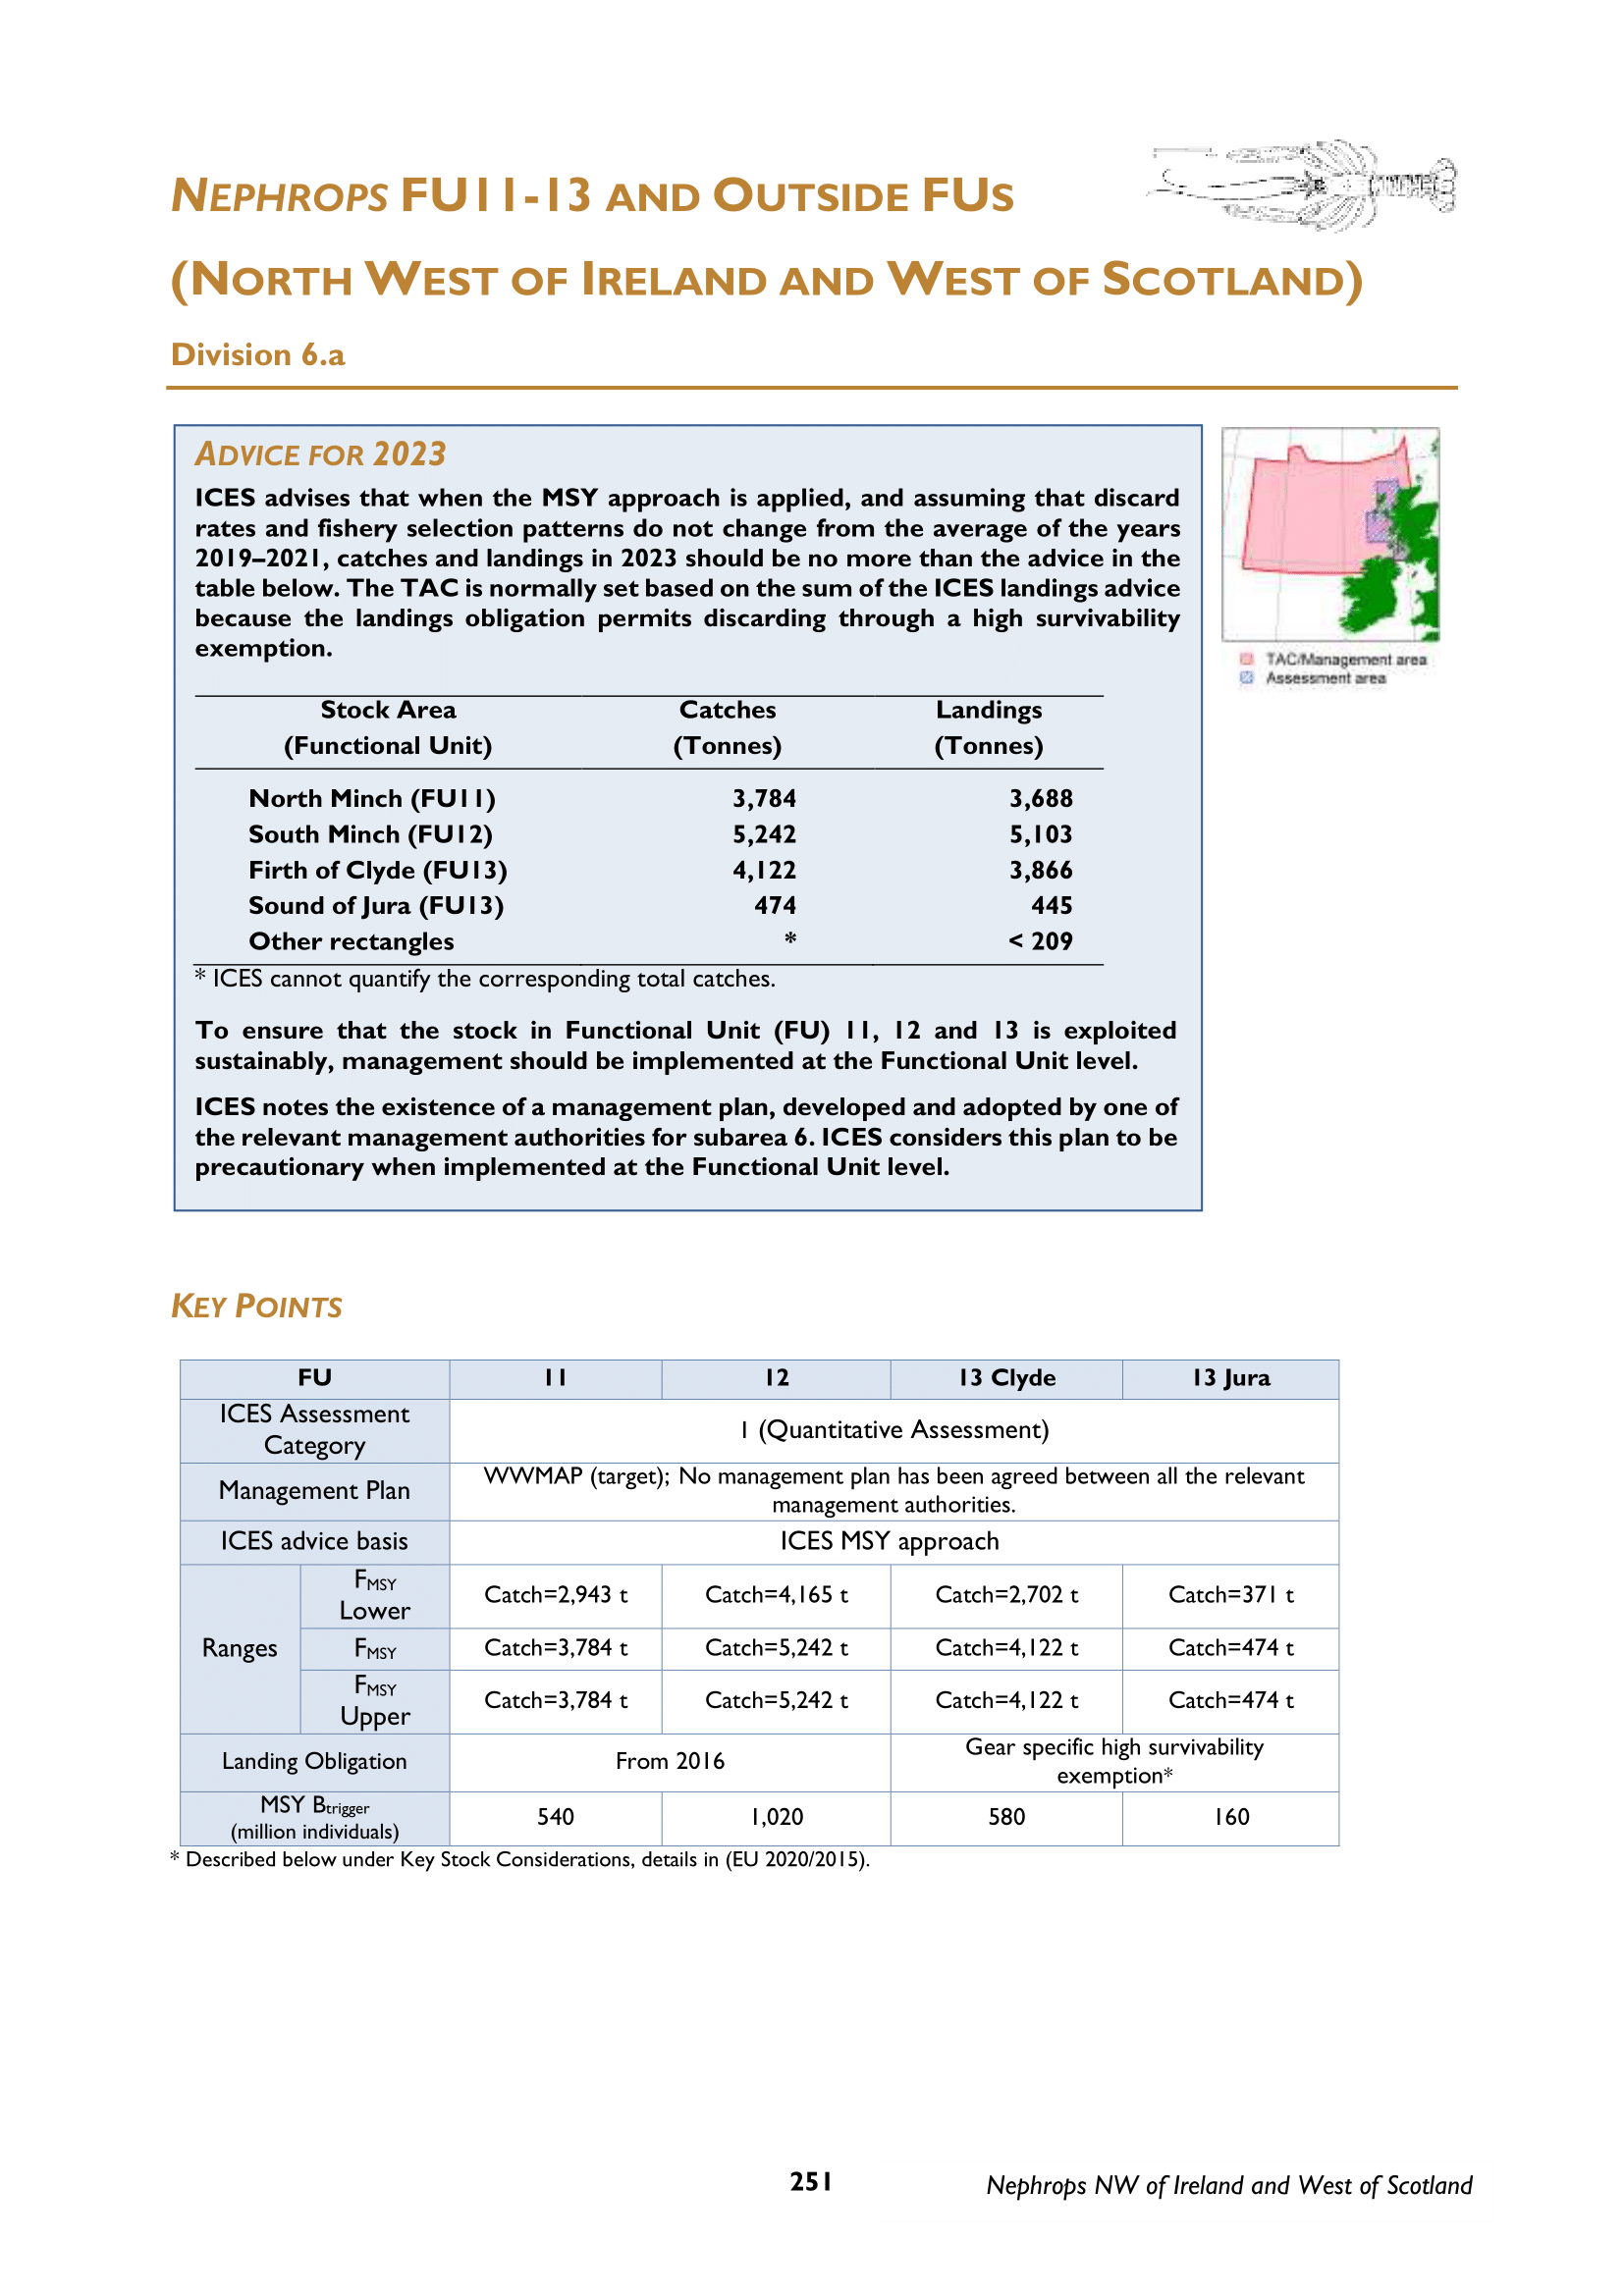 NEPHROPS FU11-13 AND OUTSIDE FUS
(NORTH WEST OF IRELAND AND WEST OF SCOTLAND)
Division 6.a
ADVICE FOR 2023
ICES advises that when the MSY approach is applied, and assuming that discard
rates and fishery selection patterns do not change from the average of the years
2019–2021, catches and landings in 2023 should be no more than the advice in the
table below. The TAC is normally set based on the sum of the ICES landings advice
because the landings obligation permits discarding through a high survivability
exemption.
TAC/Management area
Assessment area
Stock Area Catches Landings
(Functional Unit) (Tonnes) (Tonnes)
North Minch (FU11) 3,784 3,688
South Minch (FU12) 5,242 5,103
Firth of Clyde (FU13) 4,122 3,866
Sound of Jura (FU13) 474 445
Other rectangles * < 209
* ICES cannot quantify the corresponding total catches.
To ensure that the stock in Functional Unit (FU) 11, 12 and 13 is exploited
sustainably, management should be implemented at the Functional Unit level.
ICES notes the existence of a management plan, developed and adopted by one of
the relevant management authorities for subarea 6. ICES considers this plan to be
precautionary when implemented at the Functional Unit level.
KEY POINTS
FU 11 12 13 Clyde 13 Jura
ICES Assessment
Category
1 (Quantitative Assessment)
Management Plan
WWMAP (target); No management plan has been agreed between all the relevant
management authorities.
ICES advice basis ICES MSY approach
Ranges
FMSY
Lower
Catch=2,943 t Catch=4,165 t Catch=2,702 t Catch=371 t
FMSY Catch=3,784 t Catch=5,242 t Catch=4,122 t Catch=474 t
FMSY
Upper
Catch=3,784 t Catch=5,242 t Catch=4,122 t Catch=474 t
Landing Obligation From 2016
Gear specific high survivability
exemption*
MSY Btrigger
(million individuals)
540 1,020 580 160
* Described below under Key Stock Considerations, details in (EU 2020/2015).
251 Nephrops NW of Ireland and West of Scotland